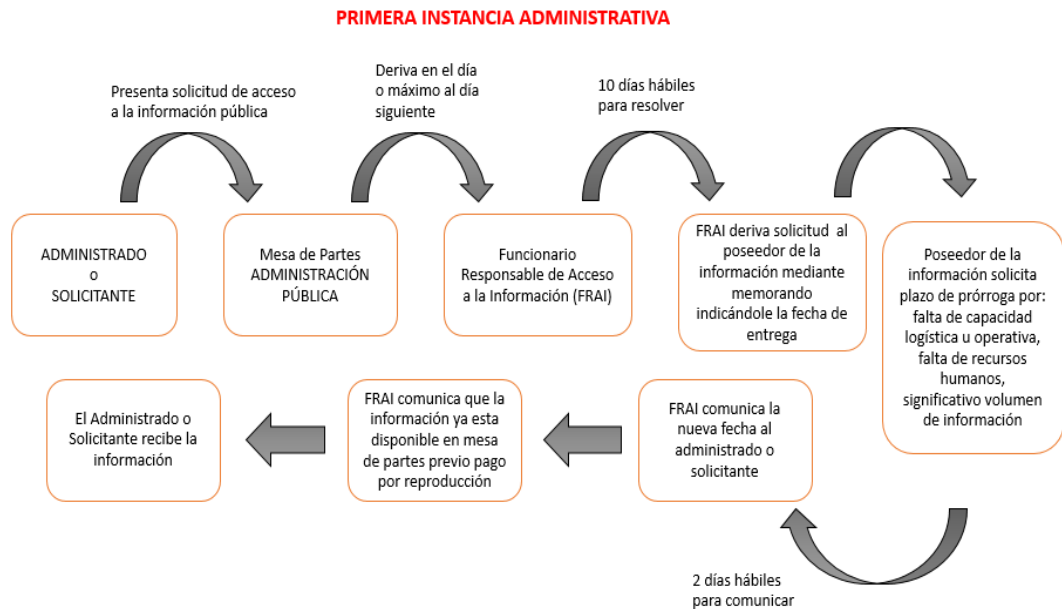 PRIMERA INSTANCIA ADMINISTRATIVA
Presenta solicitud de acceso
a la información pública
Deriva en el día
o máximo al día
siguiente
10 días hábiles
para resolver
ADMINISTRADO
o
SOLICITANTE
Mesa de Partes
ADMINISTRACIÓN
PÚBLICA
Funcionario
Responsable de Acceso
a la Información (FRAI)
FRAI deriva solicitud al
poseedor de la
información mediante
memorando
indicándole la fecha de
entrega
Poseedor de la
información solicita
plazo de prórroga por:
falta de capacidad
logística u operativa,
falta de recursos
humanos,
significativo volumen
de información
2 días hábiles
para comunicar
FRAI comunica la
nueva fecha al
administrado o
solicitante
FRAI comunica que la
información ya esta
disponible en mesa
de partes previo pago
por reproducción
El Administrado o
Solicitante recibe la
información